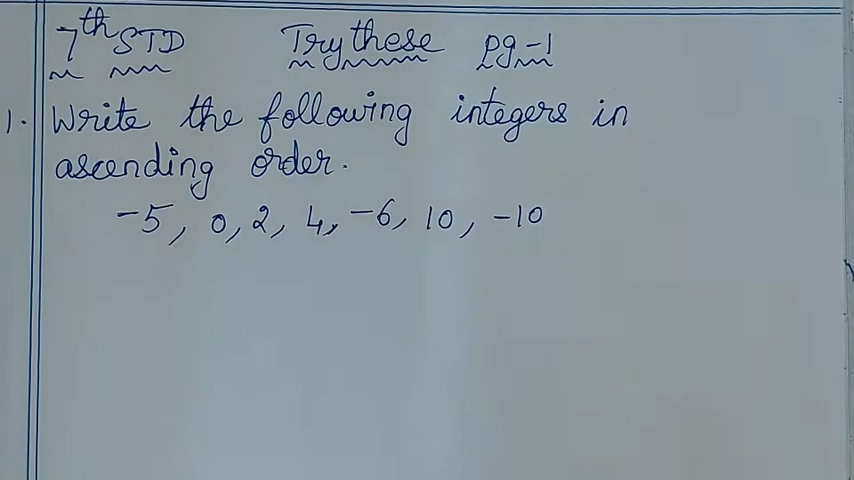 7th STD Try these pg-1
1. Write the following integers in
ascending order.
-5, 0, 2, 4, -6, 10, -10